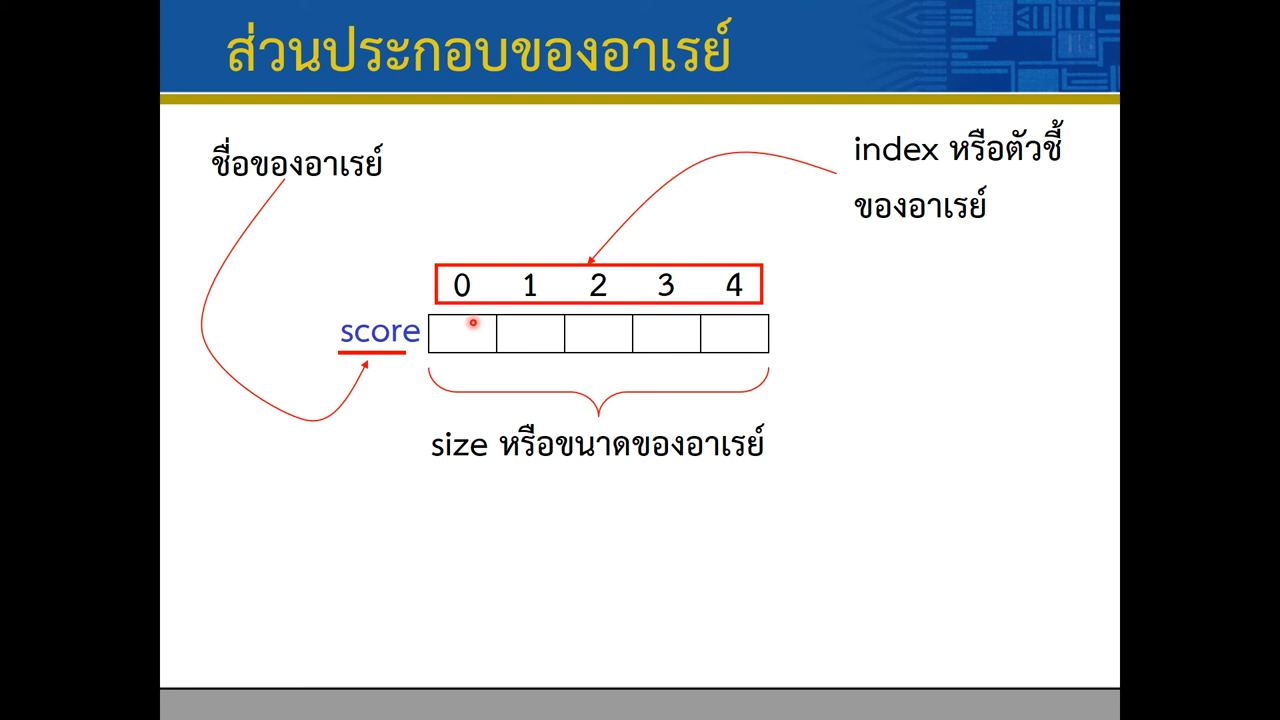 ส่วนประกอบของอาเรย์
ชื่อของอาเรย์
index หรือตัวชี้
ของอาเรย์
0 1 2 3 4
score
size หรือขนาดของอาเรย์